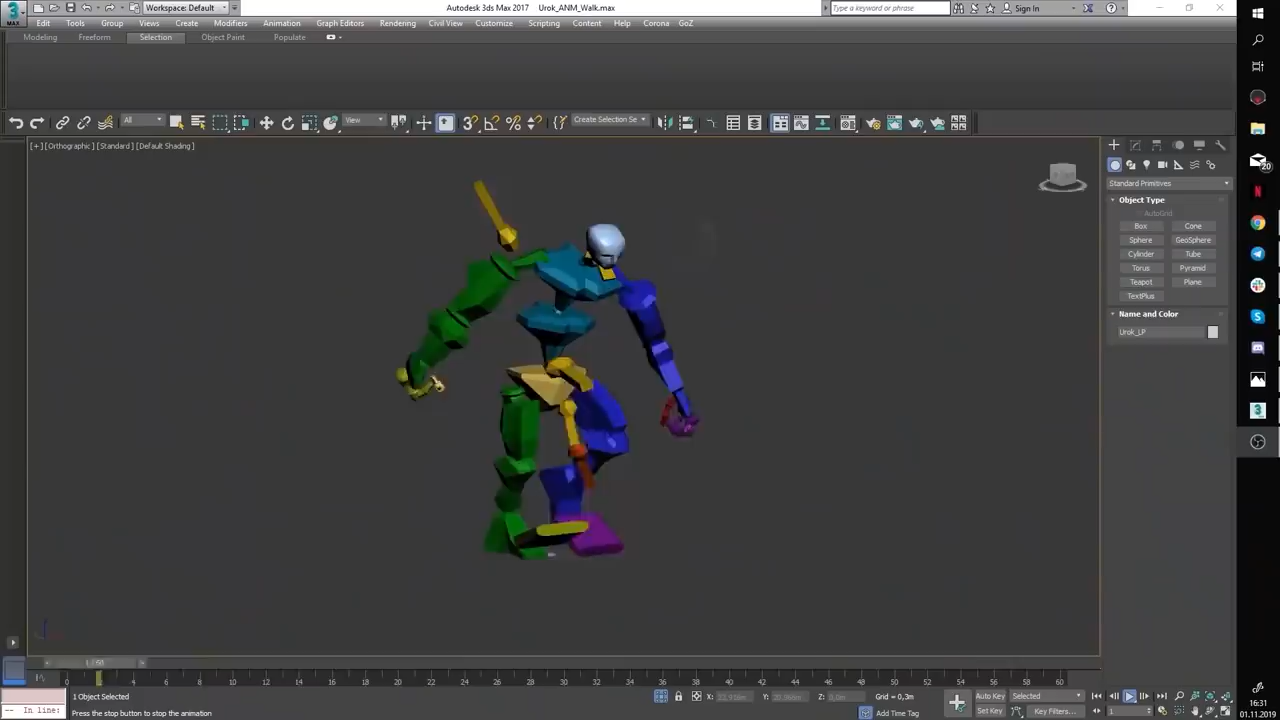 Autodesk 3ds Max 2017 Urok_ANM_Walk.max
MAX
Workspace: Default
Type a keyword or phrase
Sign In
Edit Tools Group Views Create Modifiers Animation Graph Editors Rendering Civil View Customize Scripting Content Help Corona GoZ
Modeling Freeform Selection Object Paint Populate
All
View
Create Selection Se
[+] [Orthographic] [Standard] [Default Shading]
Standard Primitives
Object Type
AutoGrid
Box Cone
Sphere GeoSphere
Cylinder Tube
Torus Pyramid
Teapot Plane
TextPlus
Name and Color
Urok_LP
20
0 2 4 6 8 10 12 14 16 18 20 22 24 26 28 30 32 34 36 38 40 42 44 46 48 50 52 54 56 58 60
1 Object Selected
X: Y: Z: 0,0m Grid = 0,3m
Auto Key Selected
-- In line:
Press the stop button to stop the animation
Add Time Tag
Set Key Key Filters...
1
16:31
01.11.2019